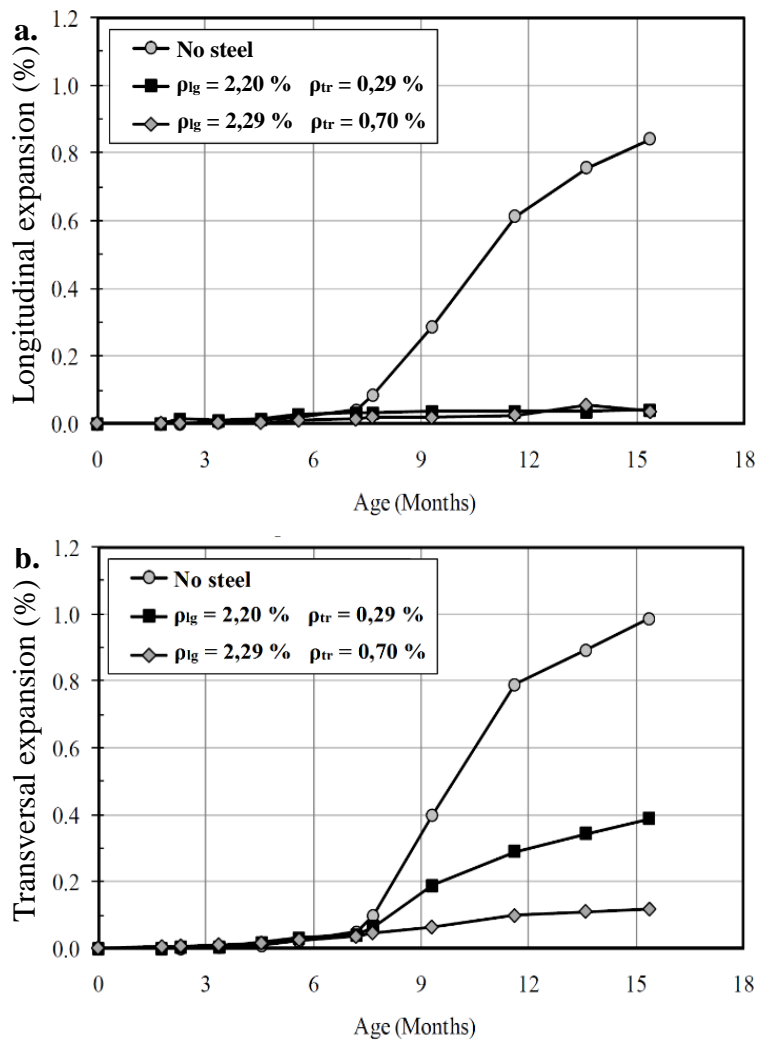 a.
Longitudinal expansion (%)
1.2
1.0
0.8
0.6
0.4
0.2
0.0
No steel
ρlg = 2,20 % ρtr = 0,29 %
ρlg = 2,29 % ρtr = 0,70 %
0 3 6 9 12 15 18
Age (Months)
b.
Transversal expansion (%)
1.2
1.0
0.8
0.6
0.4
0.2
0.0
No steel
ρlg = 2,20 % ρtr = 0,29 %
ρlg = 2,29 % ρtr = 0,70 %
0 3 6 9 12 15 18
Age (Months)